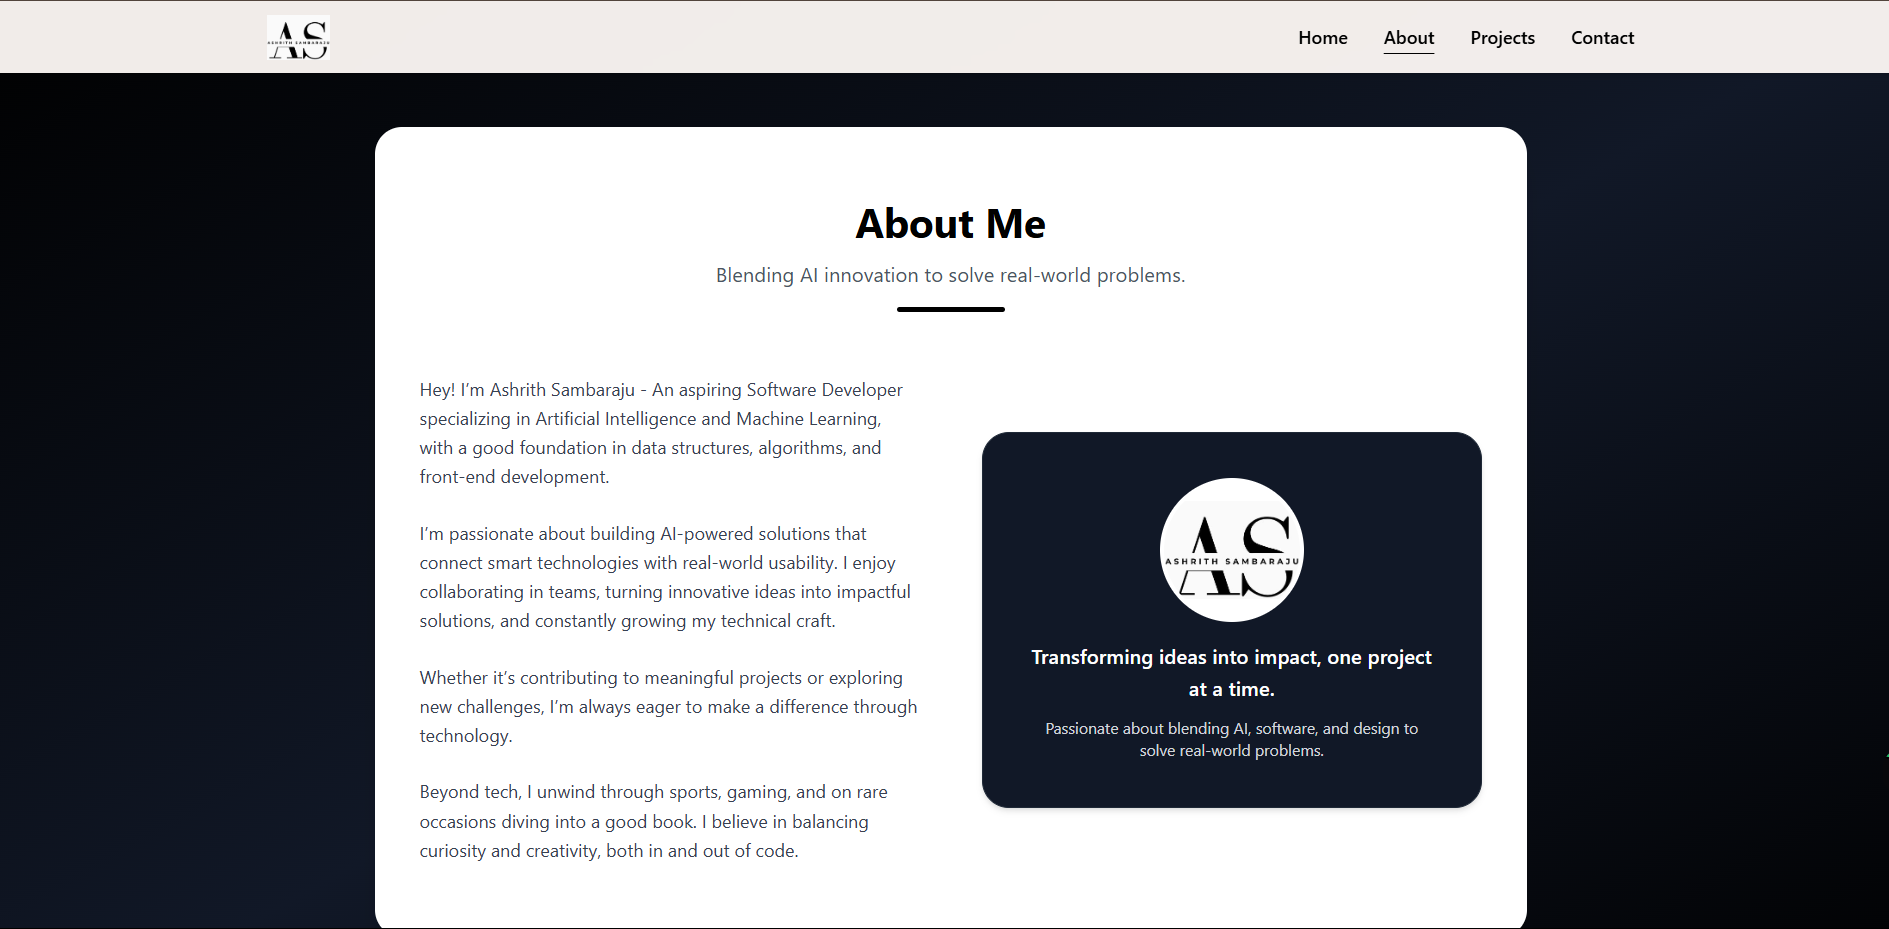 AS
ASHRITH SAMBARAJU
Home
About
Projects
Contact
About Me
Blending AI innovation to solve real-world problems.
Hey! I’m Ashrith Sambaraju - An aspiring Software Developer
specializing in Artificial Intelligence and Machine Learning,
with a good foundation in data structures, algorithms, and
front-end development.
I’m passionate about building AI-powered solutions that
connect smart technologies with real-world usability. I enjoy
collaborating in teams, turning innovative ideas into impactful
solutions, and constantly growing my technical craft.
Whether it’s contributing to meaningful projects or exploring
new challenges, I’m always eager to make a difference through
technology.
Beyond tech, I unwind through sports, gaming, and on rare
occasions diving into a good book. I believe in balancing
curiosity and creativity, both in and out of code.
AS
ASHRITH SAMBARAJU
Transforming ideas into impact, one project
at a time.
Passionate about blending AI, software, and design to
solve real-world problems.